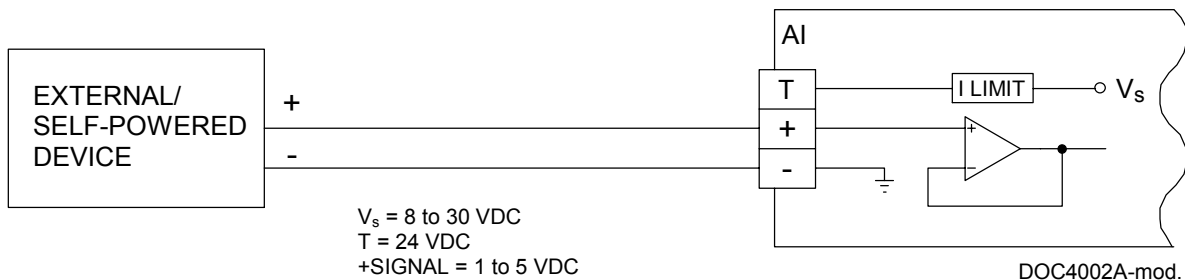 EXTERNAL/
SELF-POWERED
DEVICE
+
-
AI
T
+
-
I LIMIT
Vs
+
-
Vs = 8 to 30 VDC
T = 24 VDC
+SIGNAL = 1 to 5 VDC
DOC4002A-mod.